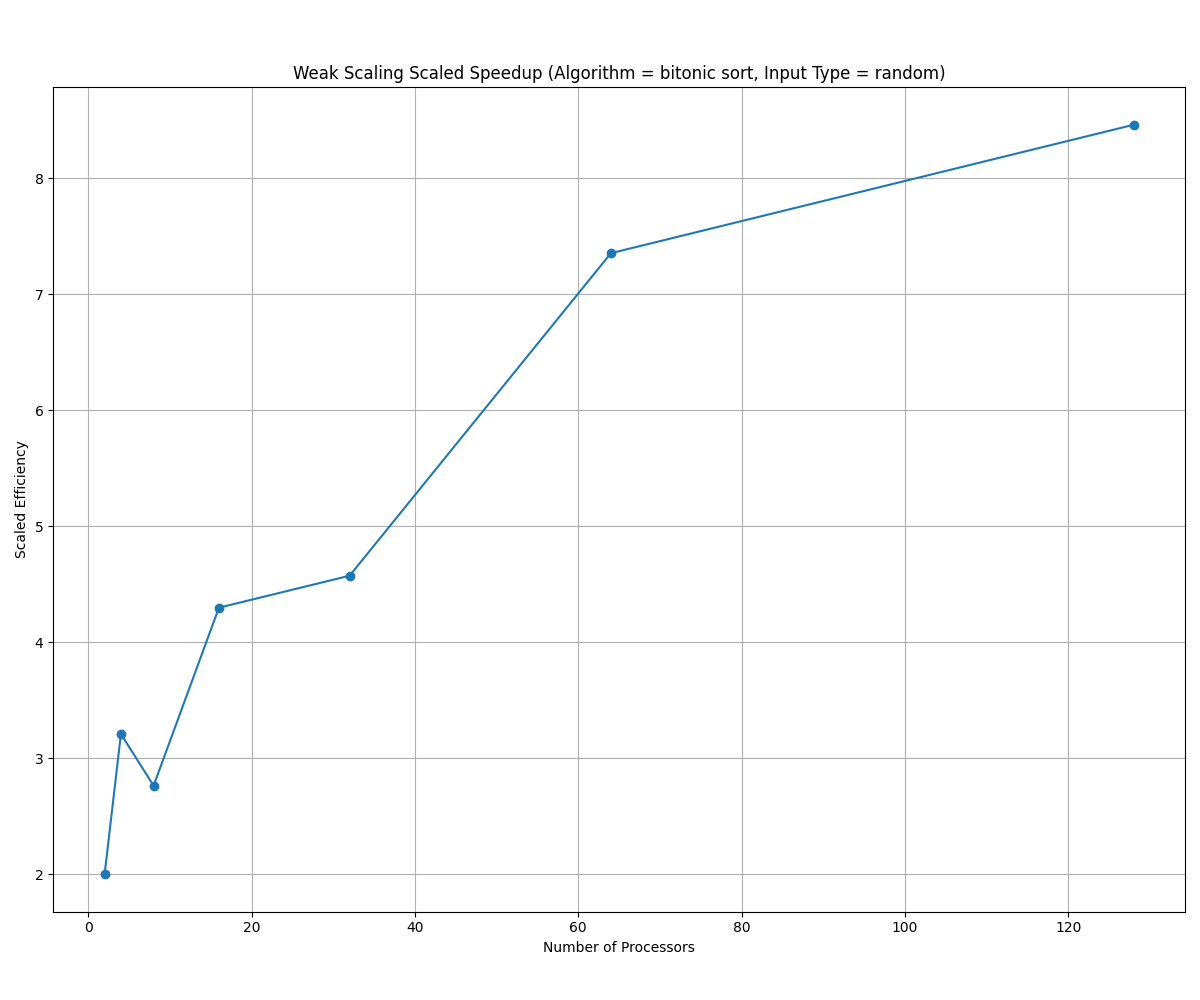 Weak Scaling Scaled Speedup (Algorithm = bitonic sort, Input Type = random)
8
7
6
5
4
3
2
Scaled Efficiency
0 20 40 60 80 100 120
Number of Processors